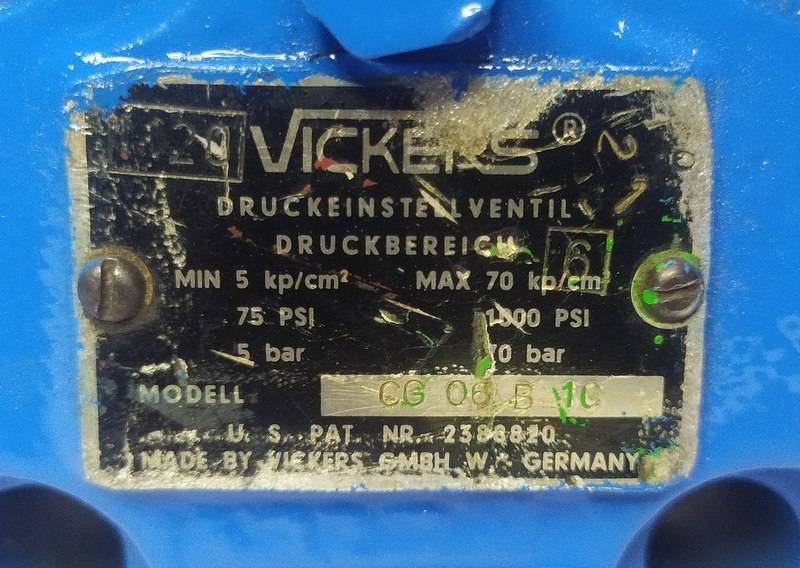 VICKERS®
DRUCKEINSTELLVENTIL
DRUCKBEREICH 6
MIN 5 kp/cm² MAX 70 kp/cm
75 PSI 1000 PSI
5 bar 70 bar
MODELL CG 06 B 10
U. S. PAT. NR. 2386820
MADE BY VICKERS GMBH W. GERMANY